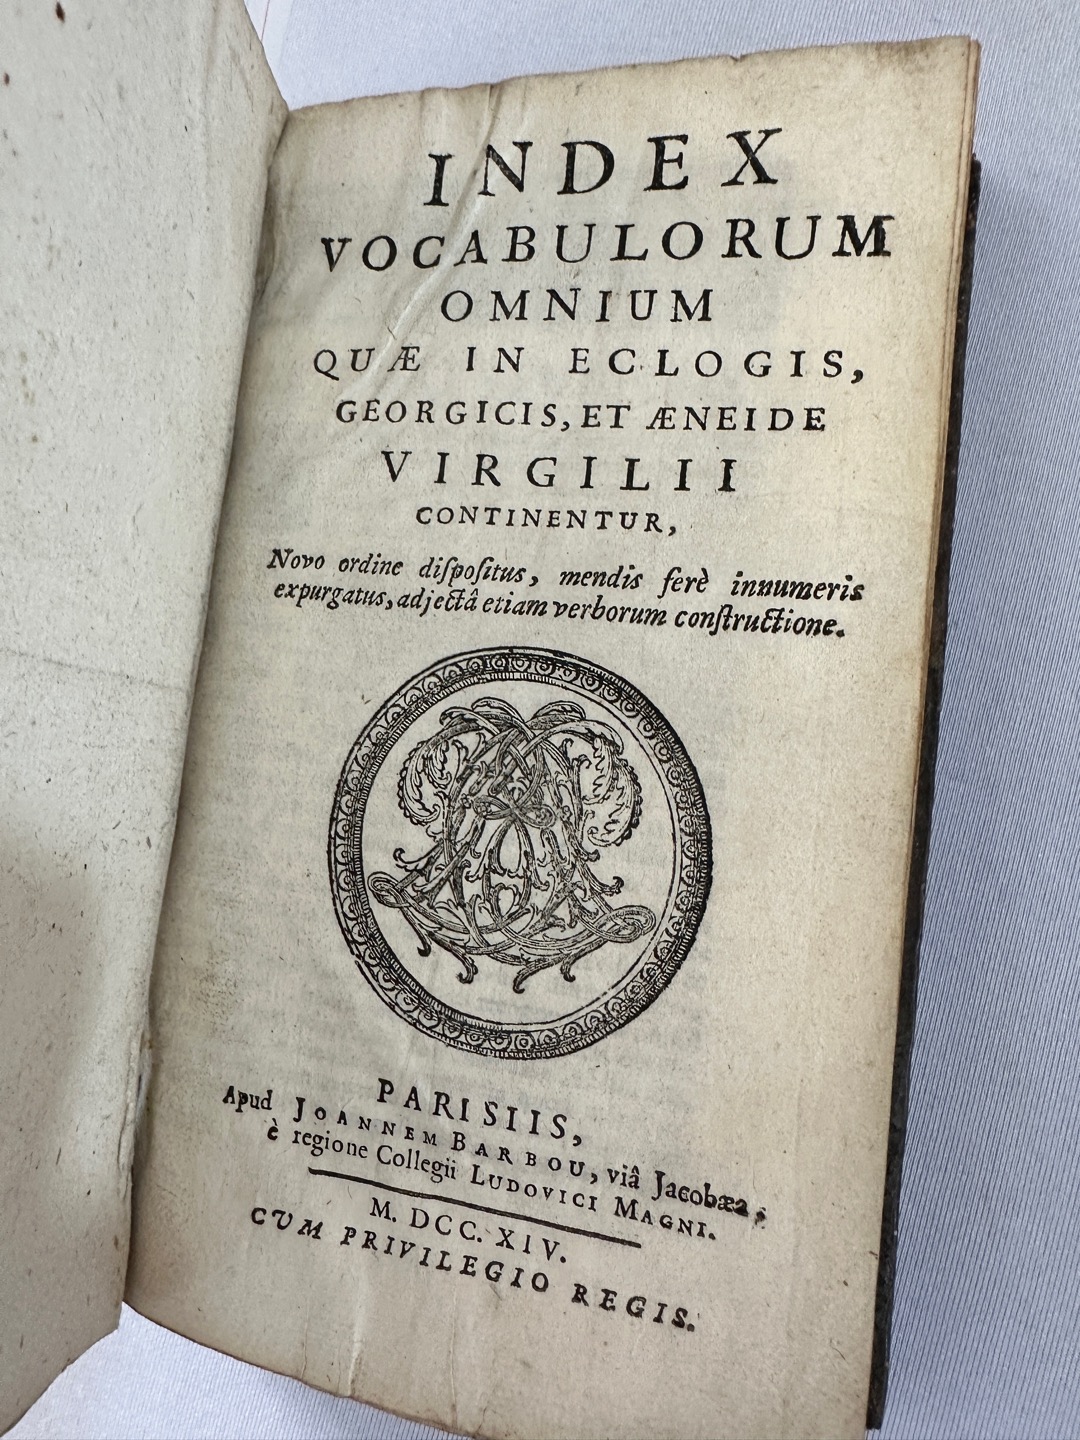 INDEX
VOCABULORUM
OMNIUM
QUÆ IN ECLOGIS,
GEORGICIS, ET ÆNEIDE
VIRGILII
CONTINENTUR,
Novo ordine diſpoſitus, mendis ferè innumeris
expurgatus, adjectâ etiam verborum conſtructione.
PARISIIS,
Apud JOANNEM BARBOU, viâ Jacobæa,
è regione Collegii LUDOVICI MAGNI.
M. DCC. XIV.
CVM PRIVILEGIO REGIS.